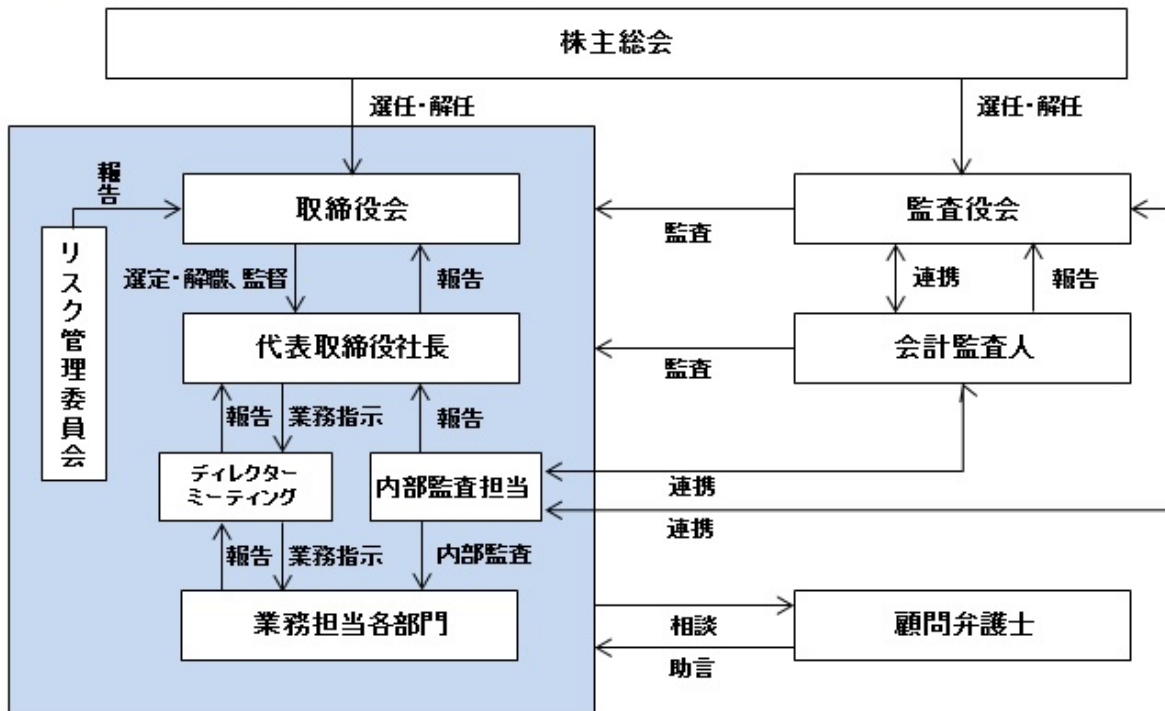 株主総会
選任・解任
選任・解任
報告
取締役会
監査役会
監査
リスク管理委員会
選定・解職、監督
報告
連携
報告
代表取締役社長
会計監査人
監査
報告
業務指示
報告
ディレクター
ミーティング
内部監査担当
連携
連携
報告
業務指示
内部監査
業務担当各部門
相談
顧問弁護士
助言